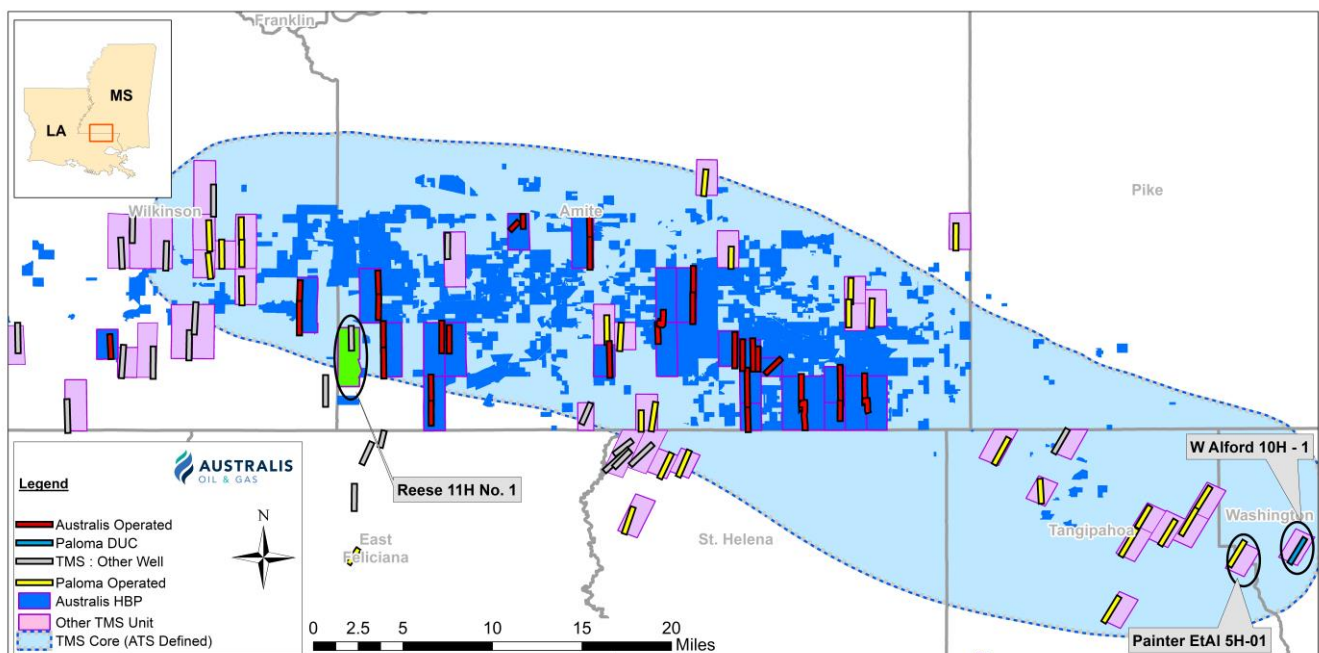 Franklin
MS
LA
Wilkinson
Amite
Pike
W Alford 10H - 1
Reese 11H No. 1
Washington
Tangipahoa
East
Feliciana
St. Helena
Painter EtAl 5H-01
AUSTRALIS
OIL & GAS
Legend
N
Australis Operated
Paloma DUC
TMS : Other Well
Paloma Operated
Australis HBP
Other TMS Unit
TMS Core (ATS Defined)
0 2.5 5 10 15 20
Miles